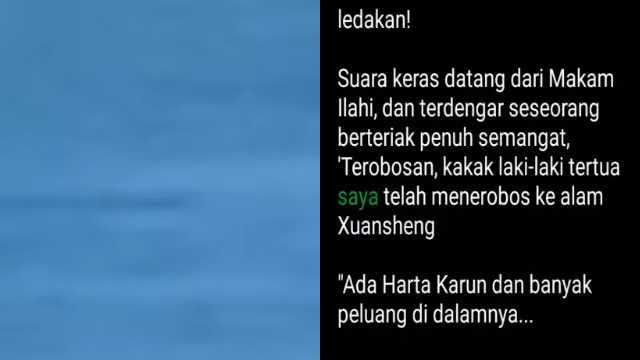 ledakan!
Suara keras datang dari Makam
Ilahi, dan terdengar seseorang
berteriak penuh semangat,
'Terobosan, kakak laki-laki tertua
saya telah menerobos ke alam
Xuansheng
"Ada Harta Karun dan banyak
peluang di dalamnya...